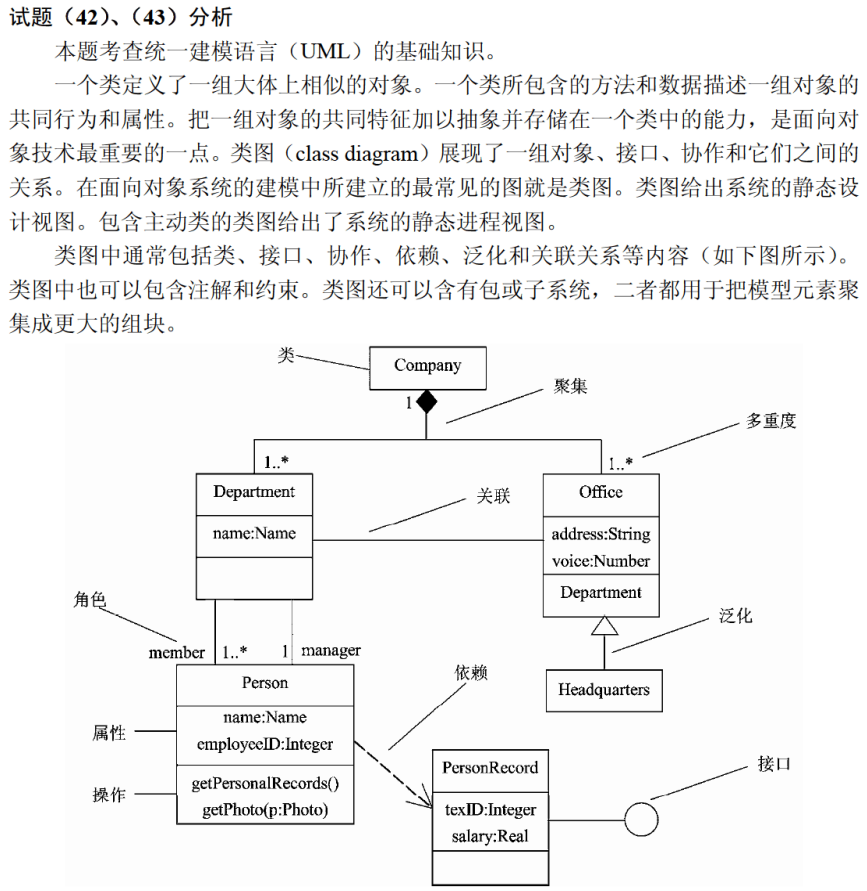 试题（42）、（43）分析
本题考查统一建模语言（UML）的基础知识。
一个类定义了一组大体上相似的对象。一个类所包含的方法和数据描述一组对象的
共同行为和属性。把一组对象的共同特征加以抽象并存储在一个类中的能力，是面向对
象技术最重要的一点。类图（class diagram）展现了一组对象、接口、协作和它们之间的
关系。在面向对象系统的建模中所建立的最常见的图就是类图。类图给出系统的静态设
计视图。包含主动类的类图给出了系统的静态进程视图。
类图中通常包括类、接口、协作、依赖、泛化和关联关系等内容（如下图所示）。
类图中也可以包含注解和约束。类图还可以含有包或子系统，二者都用于把模型元素聚
集成更大的组块。
类
Company
1
聚集
多重度
1..*
1..*
Department
name:Name
关联
Office
address:String
voice:Number
Department
泛化
Headquarters
角色
member
1..*
1
manager
Person
name:Name
employeeID:Integer
getPersonalRecords()
getPhoto(p:Photo)
属性
操作
依赖
PersonRecord
texID:Integer
salary:Real
接口